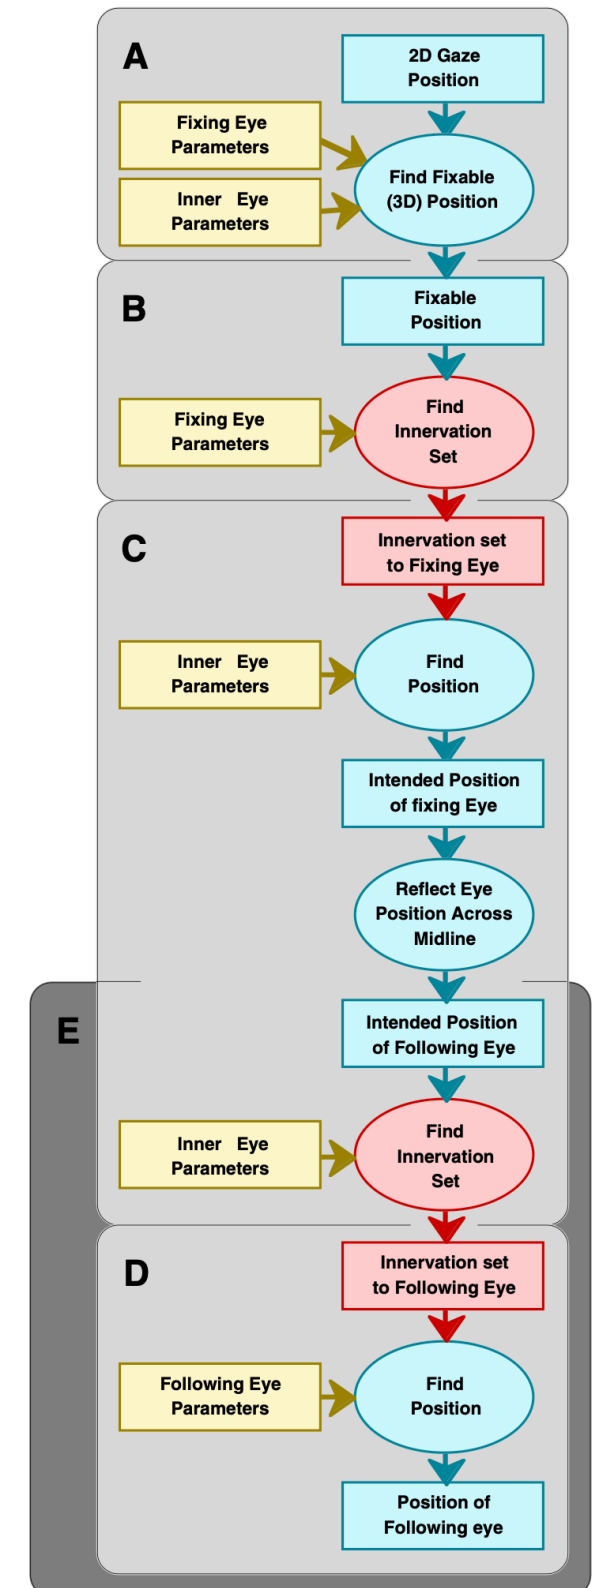 A
2D Gaze
Position
Fixing Eye
Parameters
Inner Eye
Parameters
Find Fixable
(3D) Position
B
Fixable
Position
Fixing Eye
Parameters
Find
Innervation
Set
C
Innervation set
to Fixing Eye
Inner Eye
Parameters
Find
Position
Intended Position
of fixing Eye
Reflect Eye
Position Across
Midline
E
Intended Position
of Following Eye
Inner Eye
Parameters
Find
Innervation
Set
D
Innervation set
to Following Eye
Following Eye
Parameters
Find
Position
Position of
Following eye